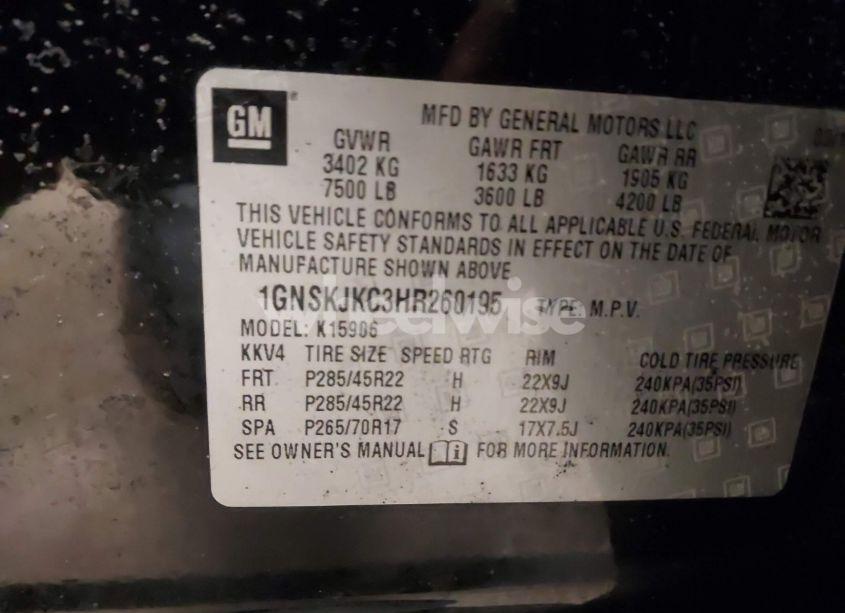 GM
MFD BY GENERAL MOTORS LLC
GVWR GAWR FRT GAWR RR
3402 KG 1633 KG 1905 KG
7500 LB 3600 LB 4200 LB
THIS VEHICLE CONFORMS TO ALL APPLICABLE U.S. FEDERAL MOTOR
VEHICLE SAFETY STANDARDS IN EFFECT ON THE DATE OF
MANUFACTURE SHOWN ABOVE
1GNSKJKC3HR260195 TYPE: M.P.V.
wheelwise
MODEL: K15906
KKV4 TIRE SIZE SPEED RTG RIM COLD TIRE PRESSURE
FRT P285/45R22 H 22X9J 240KPA(35PSI)
RR P285/45R22 H 22X9J 240KPA(35PSI)
SPA P265/70R17 S 17X7.5J 240KPA(35PSI)
SEE OWNER'S MANUAL i FOR MORE INFORMATION.